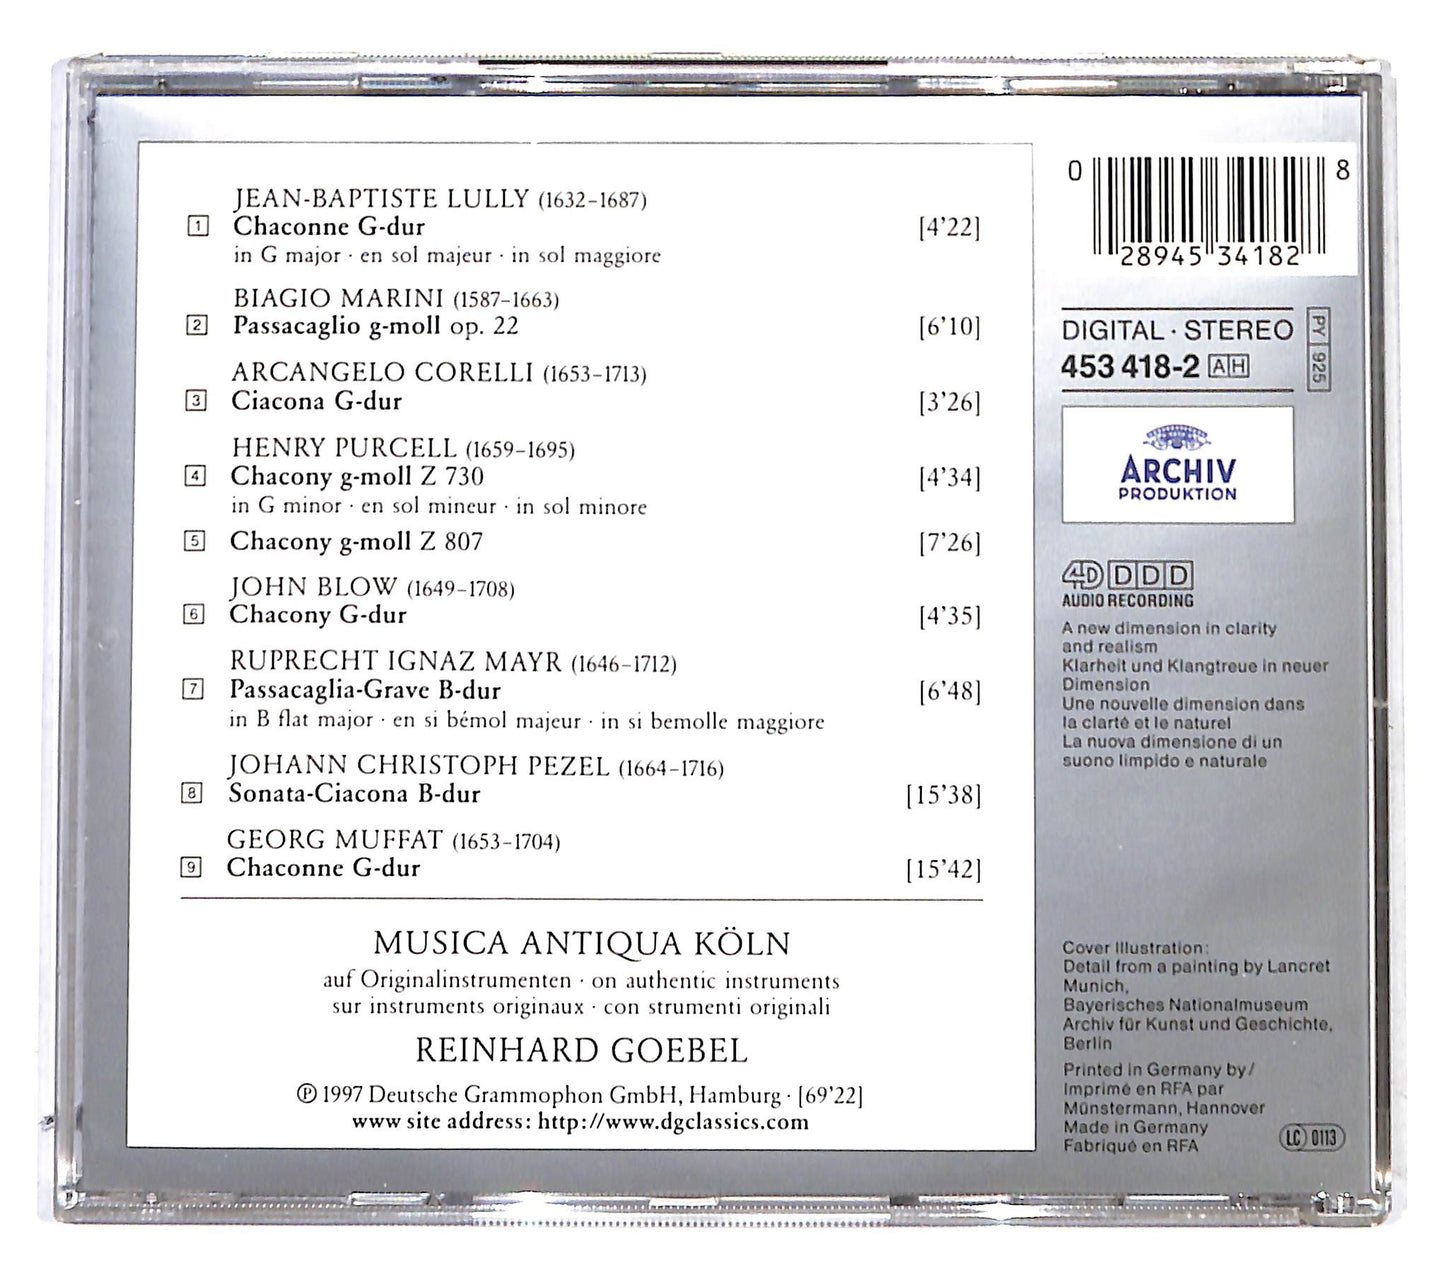 JEAN-BAPTISTE LULLY (1632–1687)
1 Chaconne G-dur [4'22]
in G major · en sol majeur · in sol maggiore
BIAGIO MARINI (1587–1663)
2 Passacaglio g-moll op. 22 [6'10]
ARCANGELO CORELLI (1653–1713)
3 Ciacona G-dur [3'26]
HENRY PURCELL (1659–1695)
4 Chacony g-moll Z 730 [4'34]
in G minor · en sol mineur · in sol minore
5 Chacony g-moll Z 807 [7'26]
JOHN BLOW (1649–1708)
6 Chacony G-dur [4'35]
RUPRECHT IGNAZ MAYR (1646–1712)
7 Passacaglia-Grave B-dur [6'48]
in B flat major · en si bémol majeur · in si bemolle maggiore
JOHANN CHRISTOPH PEZEL (1664–1716)
8 Sonata-Ciacona B-dur [15'38]
GEORG MUFFAT (1653–1704)
9 Chaconne G-dur [15'42]
MUSICA ANTIQUA KÖLN
auf Originalinstrumenten · on authentic instruments
sur instruments originaux · con strumenti originali
REINHARD GOEBEL
℗ 1997 Deutsche Grammophon GmbH, Hamburg · [69'22]
www site address: http://www.dgclassics.com
0 28945 34182 8
DIGITAL · STEREO
453 418-2 AH
PY 925
ARCHIV
PRODUKTION
4D DDD
AUDIO RECORDING
A new dimension in clarity
and realism
Klarheit und Klangtreue in neuer
Dimension
Une nouvelle dimension dans
la clarté et le naturel
La nuova dimensione di un
suono limpido e naturale
Cover Illustration:
Detail from a painting by Lancret
Munich,
Bayerisches Nationalmuseum
Archiv für Kunst und Geschichte,
Berlin
Printed in Germany by/
Imprimé en RFA par
Münstermann, Hannover
Made in Germany
Fabriqué en RFA
LC 0113